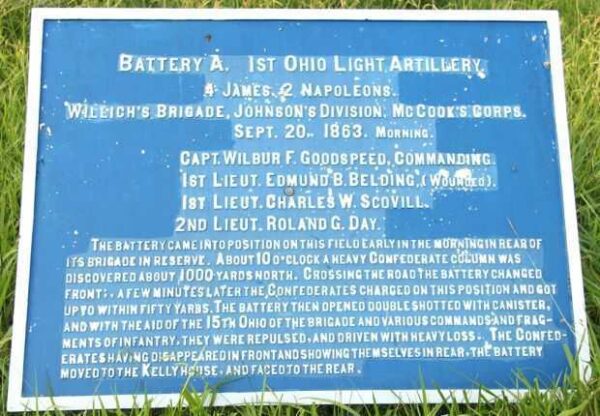 BATTERY A. 1ST OHIO LIGHT ARTILLERY.
4 JAMES, 2 NAPOLEONS.
WILLICH'S BRIGADE, JOHNSON'S DIVISION, MCCOOK'S CORPS.
SEPT. 20TH 1863. MORNING.
CAPT. WILBUR F. GOODSPEED, COMMANDING.
1ST LIEUT. EDMUND B. BELDING, (WOUNDED).
1ST LIEUT. CHARLES W. SCOVILL.
2ND LIEUT. ROLAND G. DAY.
THE BATTERY CAME INTO POSITION ON THIS FIELD EARLY IN THE MORNING IN REAR OF
ITS BRIGADE IN RESERVE. ABOUT 10 O'CLOCK A HEAVY CONFEDERATE COLUMN WAS
DISCOVERED ABOUT 1000 YARDS NORTH. CROSSING THE ROAD THE BATTERY CHANGED
FRONT; A FEW MINUTES LATER THE CONFEDERATES CHARGED ON THIS POSITION AND GOT
UP TO WITHIN FIFTY YARDS. THE BATTERY THEN OPENED DOUBLE SHOTTED WITH CANISTER,
AND WITH THE AID OF THE 15TH OHIO OF THE BRIGADE AND VARIOUS COMMANDS AND FRAG-
MENTS OF INFANTRY, THEY WERE REPULSED, AND DRIVEN WITH HEAVY LOSS. THE CONFED-
ERATES HAVING DISAPPEARED IN FRONT AND SHOWING THEMSELVES IN REAR, THE BATTERY
MOVED TO THE KELLY HOUSE, AND FACED TO THE REAR.